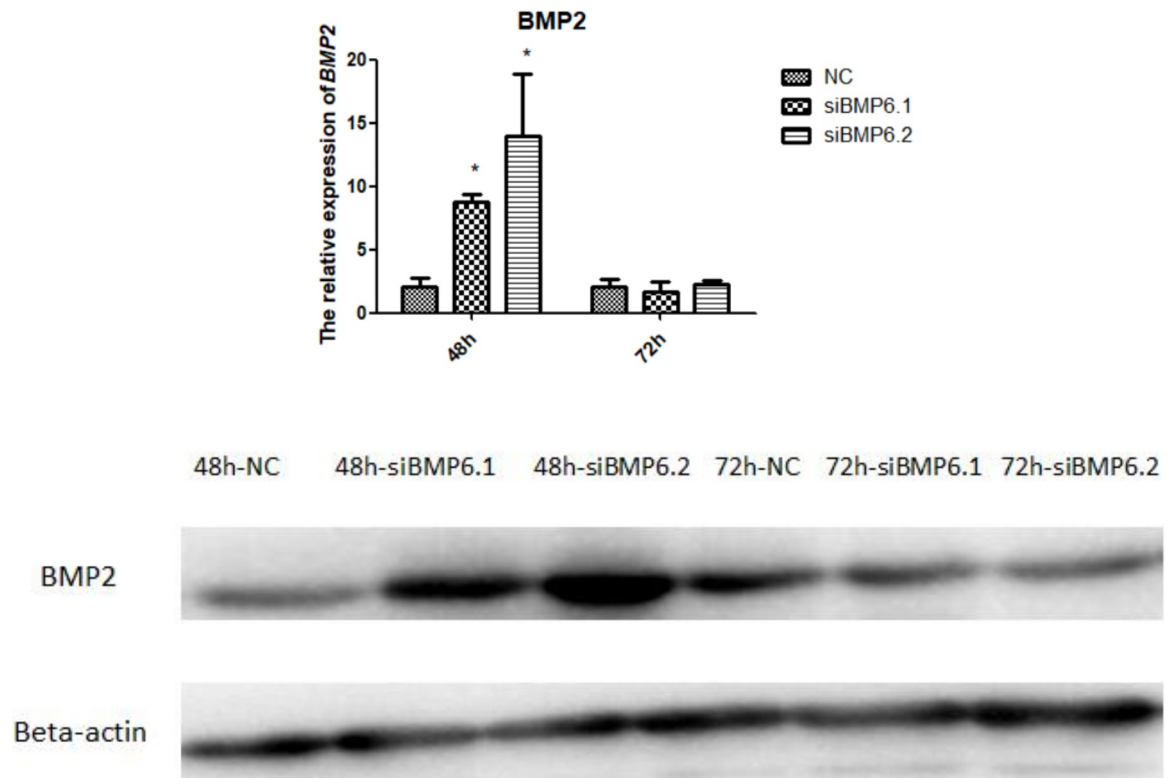 BMP2
The relative expression of BMP2
20
15
10
5
0
*
*
48h
72h
NC
siBMP6.1
siBMP6.2
48h-NC 48h-siBMP6.1 48h-siBMP6.2 72h-NC 72h-siBMP6.1 72h-siBMP6.2
BMP2
Beta-actin